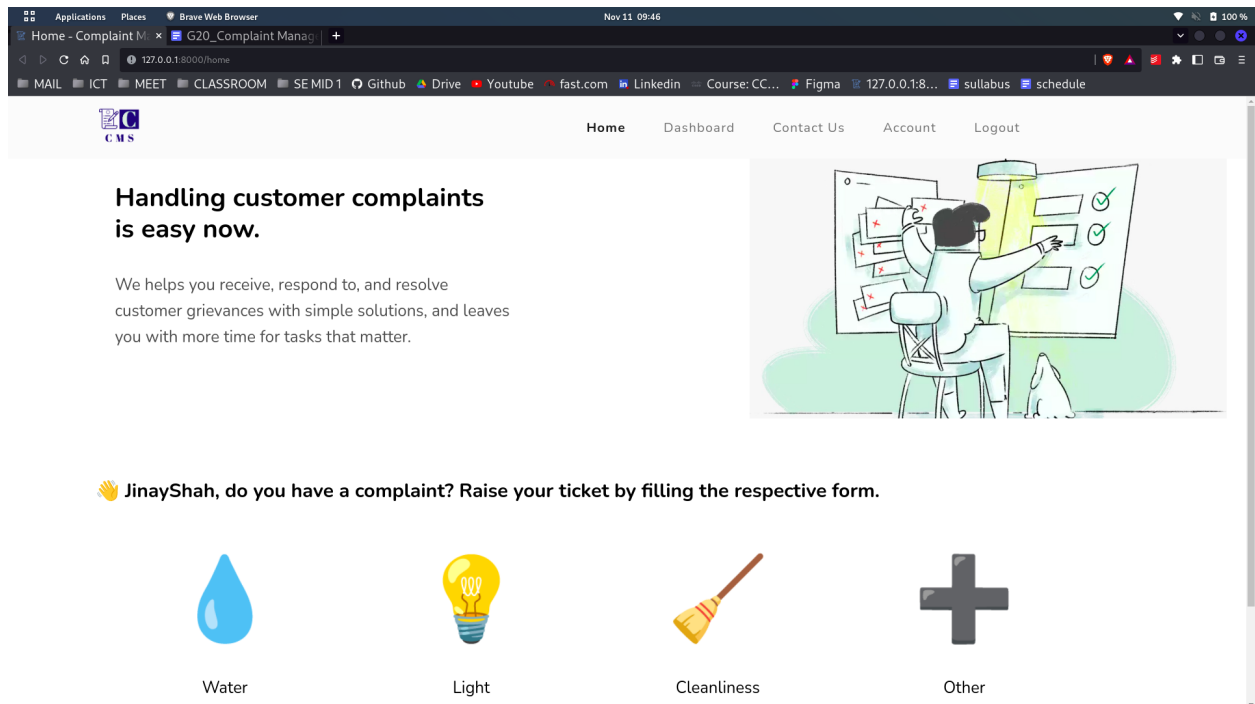 Applications Places Brave Web Browser Nov 11 09:46 100 %
Home - Complaint Ma × G20_Complaint Manag +
127.0.0.1:8000/home
MAIL ICT MEET CLASSROOM SE MID 1 Github Drive Youtube fast.com Linkedin Course: CC... Figma 127.0.0.1:8... sullabus schedule
C
CMS
Home Dashboard Contact Us Account Logout
Handling customer complaints
is easy now.
We helps you receive, respond to, and resolve
customer grievances with simple solutions, and leaves
you with more time for tasks that matter.
👋 JinayShah, do you have a complaint? Raise your ticket by filling the respective form.
Water Light Cleanliness Other